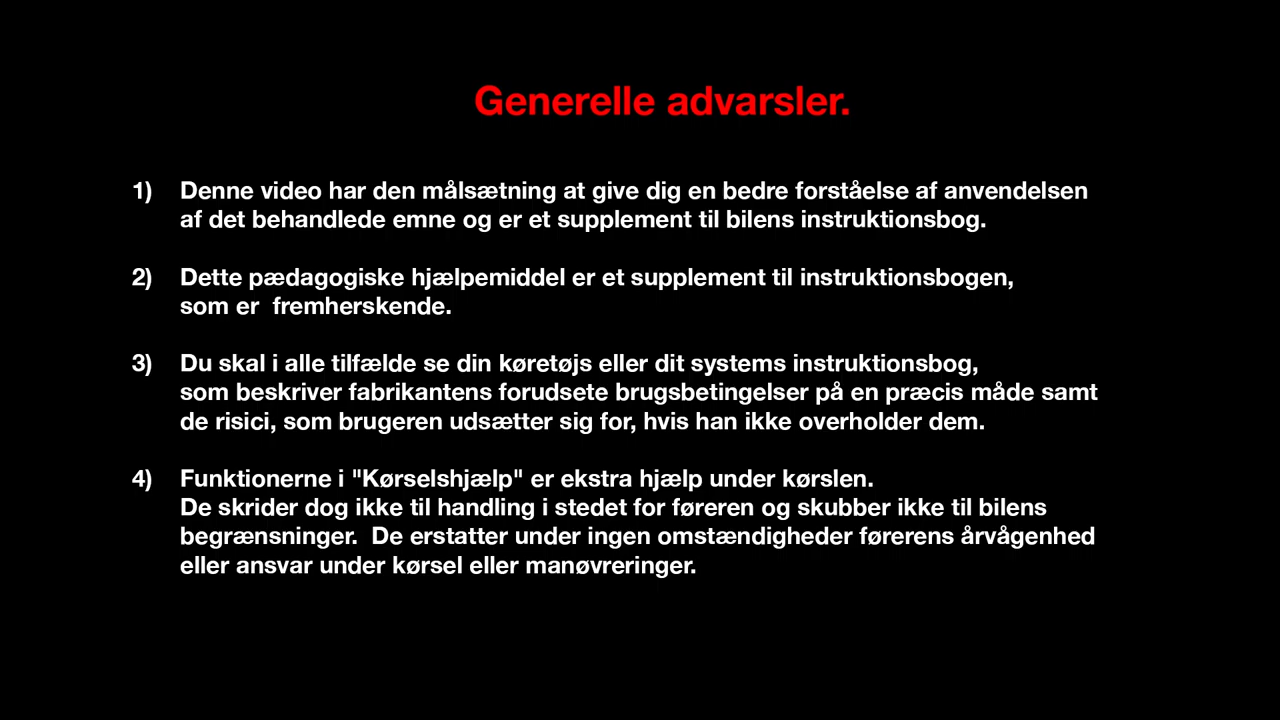 Generelle advarsler.
1) Denne video har den målsætning at give dig en bedre forståelse af anvendelsen
af det behandlede emne og er et supplement til bilens instruktionsbog.
2) Dette pædagogiske hjælpemiddel er et supplement til instruktionsbogen,
som er  fremherskende.
3) Du skal i alle tilfælde se din køretøjs eller dit systems instruktionsbog,
som beskriver fabrikantens forudsete brugsbetingelser på en præcis måde samt
de risici, som brugeren udsætter sig for, hvis han ikke overholder dem.
4) Funktionerne i "Kørselshjælp" er ekstra hjælp under kørslen.
De skrider dog ikke til handling i stedet for føreren og skubber ikke til bilens
begrænsninger.  De erstatter under ingen omstændigheder førerens årvågenhed
eller ansvar under kørsel eller manøvreringer.